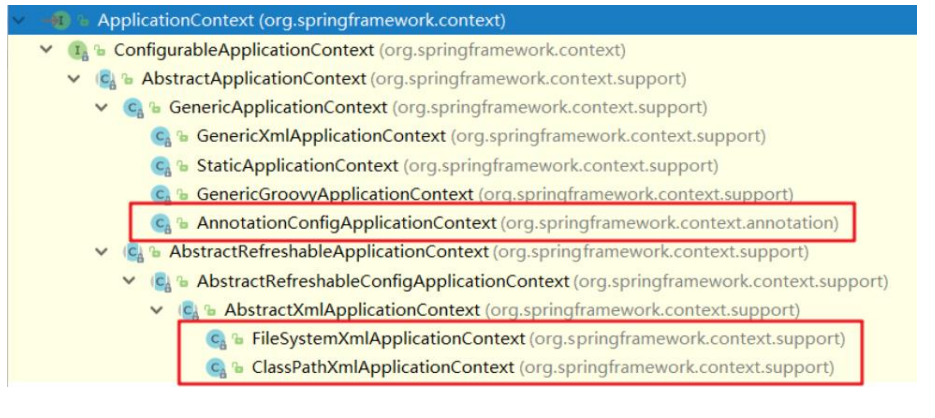 ApplicationContext (org.springframework.context)
ConfigurableApplicationContext (org.springframework.context)
AbstractApplicationContext (org.springframework.context.support)
GenericApplicationContext (org.springframework.context.support)
GenericXmlApplicationContext (org.springframework.context.support)
StaticApplicationContext (org.springframework.context.support)
GenericGroovyApplicationContext (org.springframework.context.support)
AnnotationConfigApplicationContext (org.springframework.context.annotation)
AbstractRefreshableApplicationContext (org.springframework.context.support)
AbstractRefreshableConfigApplicationContext (org.springframework.context.support)
AbstractXmlApplicationContext (org.springframework.context.support)
FileSystemXmlApplicationContext (org.springframework.context.support)
ClassPathXmlApplicationContext (org.springframework.context.support)